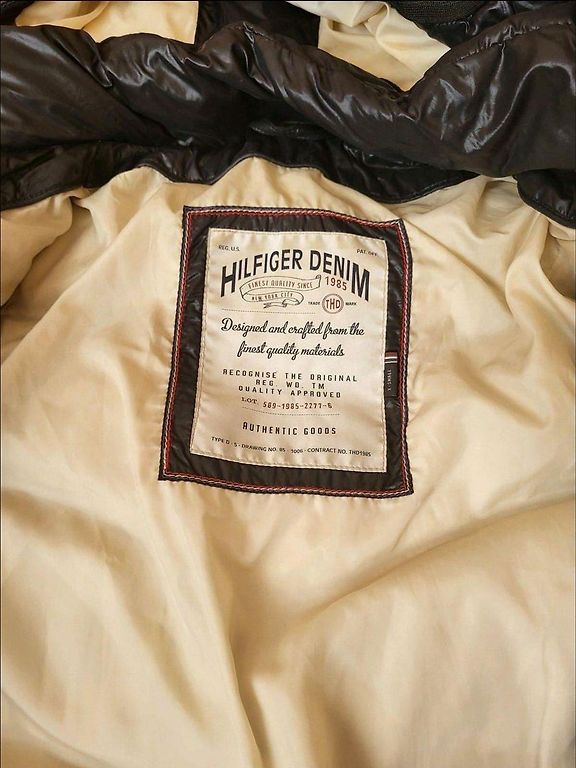 REG. U.S. PAT. OFF.
HILFIGER DENIM
FINEST QUALITY SINCE 1985
NEW YORK CITY
TRADE THD MARK
Designed and crafted from the
finest quality materials
RECOGNISE THE ORIGINAL
REG. WD. TM
QUALITY APPROVED
LOT: 569-1985-2277-6
AUTHENTIC GOODS
TYPE D - 5 - DRAWING NO. 85 - 1006 - CONTRACT NO. THD1985